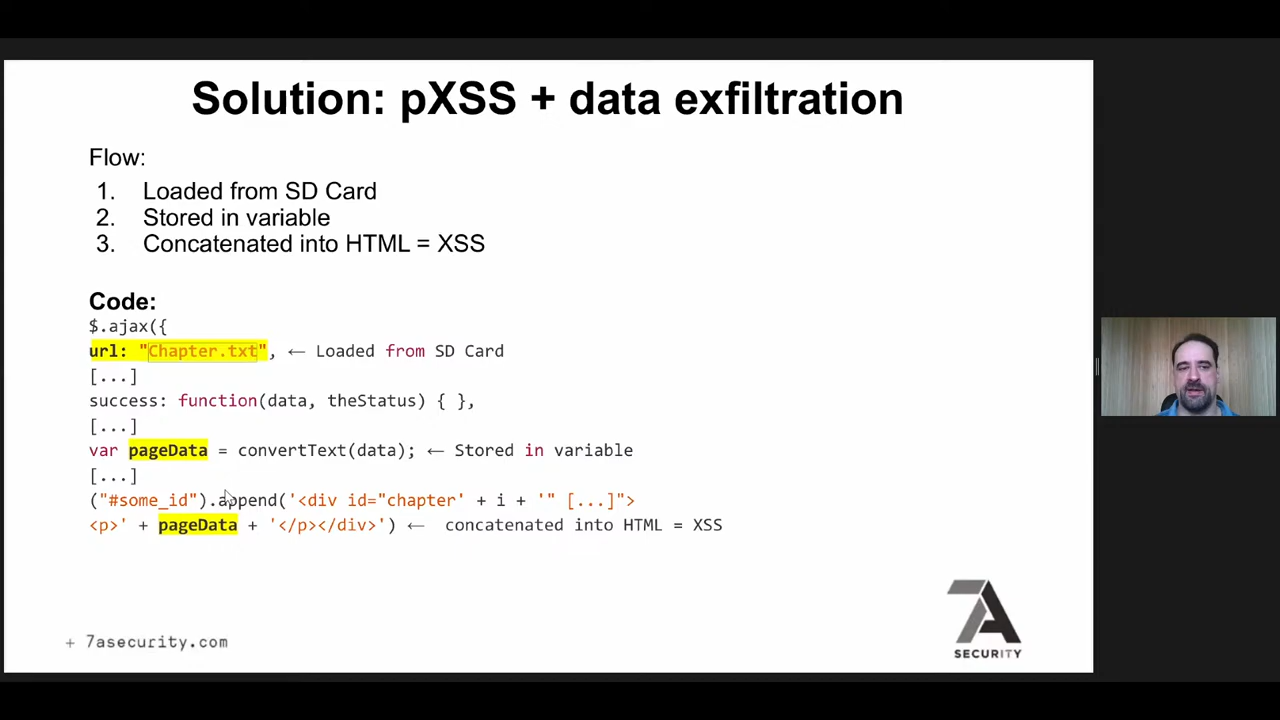 Solution: pXSS + data exfiltration
Flow:
1. Loaded from SD Card
2. Stored in variable
3. Concatenated into HTML = XSS
Code:
$.ajax({
url: "Chapter.txt", ← Loaded from SD Card
[...]
success: function(data, theStatus) { },
[...]
var pageData = convertText(data); ← Stored in variable
[...]
("#some_id").append('<div id="chapter' + i + '" [...]">
<p>' + pageData + '</p></div>') ← concatenated into HTML = XSS
+ 7asecurity.com
7A
SECURITY